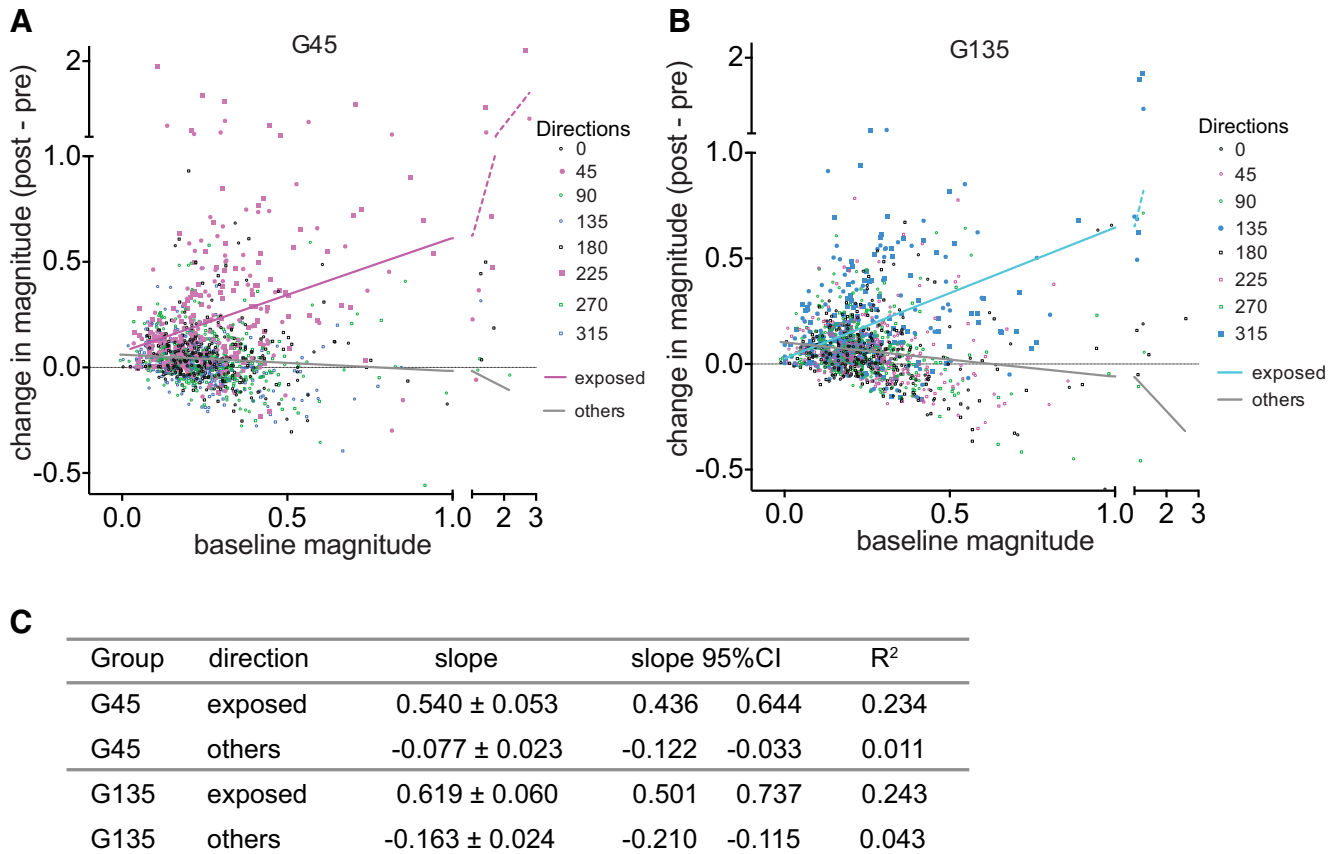 A
G45
change in magnitude (post - pre)
2
1.0
0.5
0.0
-0.5
0.0
0.5
1.0
2
3
baseline magnitude
Directions
0
45
90
135
180
225
270
315
exposed
others
B
G135
change in magnitude (post - pre)
2
1.0
0.5
0.0
-0.5
0.0
0.5
1.0
2
3
baseline magnitude
Directions
0
45
90
135
180
225
270
315
exposed
others
C
Group direction slope slope 95%CI R²
G45 exposed 0.540 ± 0.053 0.436 0.644 0.234
G45 others -0.077 ± 0.023 -0.122 -0.033 0.011
G135 exposed 0.619 ± 0.060 0.501 0.737 0.243
G135 others -0.163 ± 0.024 -0.210 -0.115 0.043